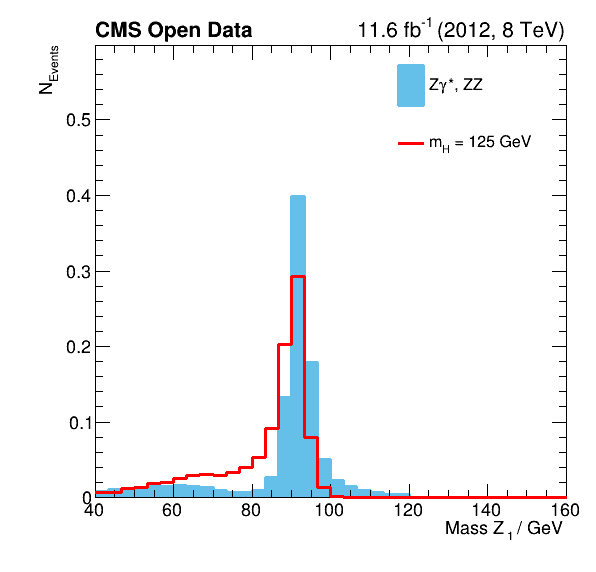 CMS Open Data 11.6 fb⁻¹ (2012, 8 TeV)
N_Events
Zγ*, ZZ
m_H = 125 GeV
0.5
0.4
0.3
0.2
0.1
0
40 60 80 100 120 140 160
Mass Z_1 / GeV